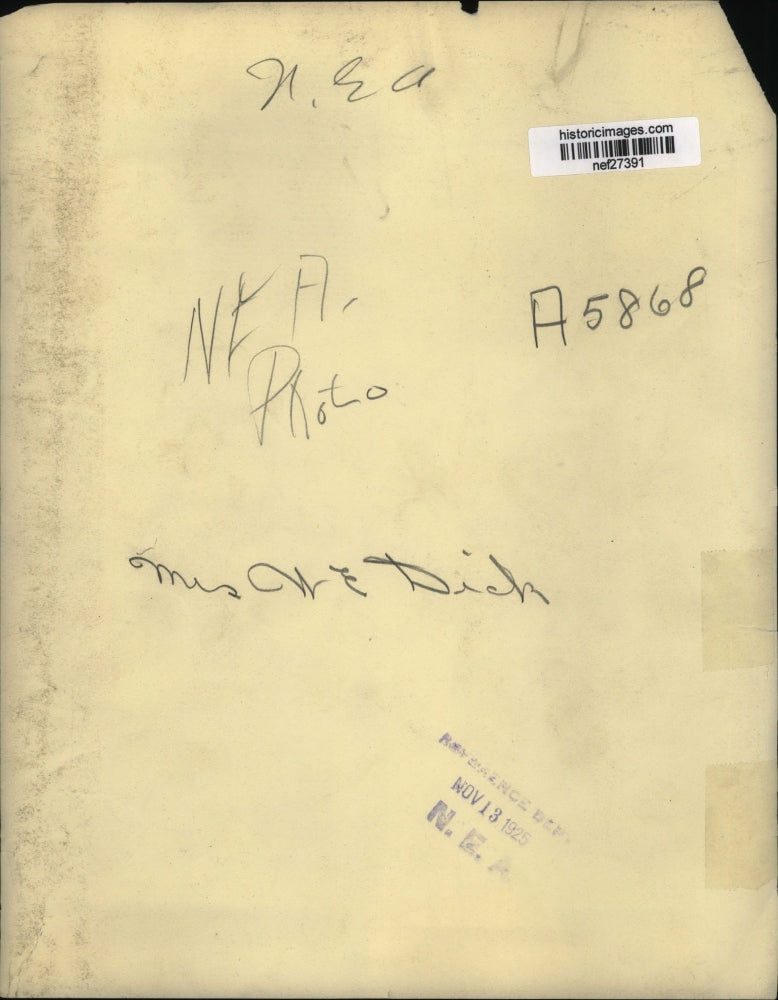 N. E a
historicimages.com
nef27391
NEA.
Photo
A5868
Mrs W E Dick
REFERENCE DEPT.
NOV 13 1925
N. E. A.